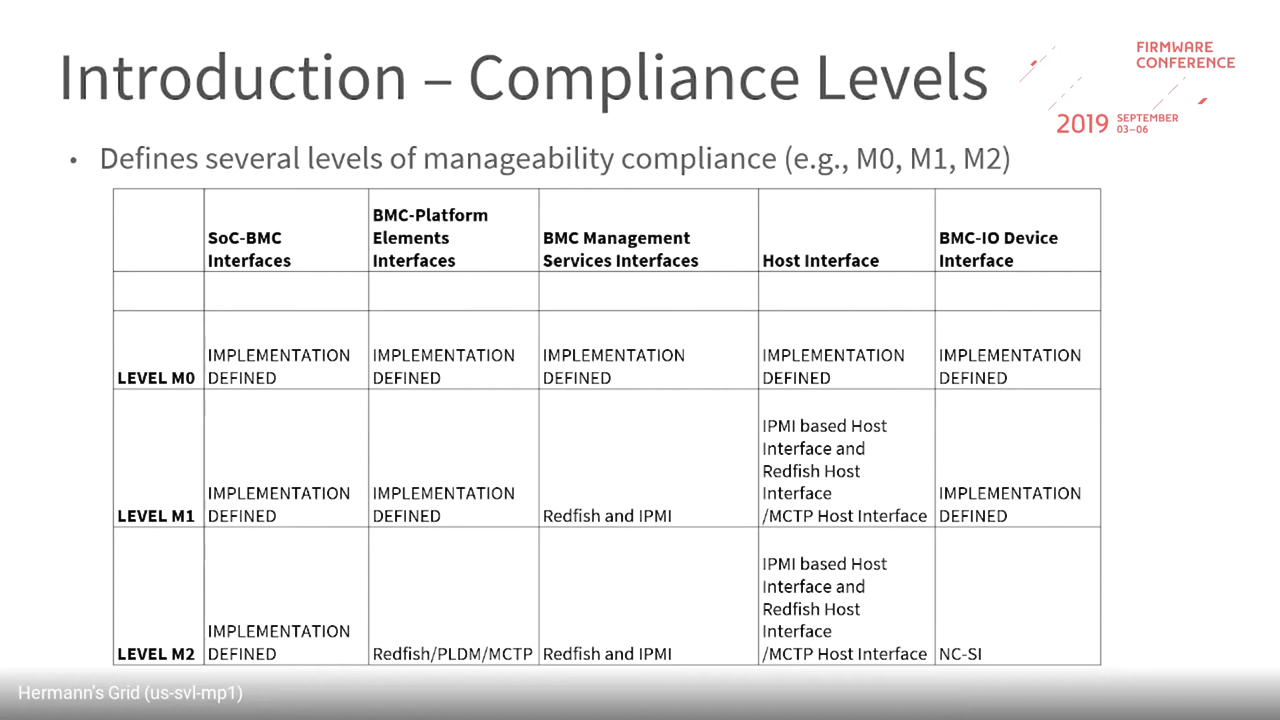 Introduction – Compliance Levels
FIRMWARE
CONFERENCE
2019 SEPTEMBER
03–06
• Defines several levels of manageability compliance (e.g., M0, M1, M2)
SoC-BMC
Interfaces
BMC-Platform
Elements
Interfaces
BMC Management
Services Interfaces
Host Interface
BMC-IO Device
Interface
LEVEL M0
IMPLEMENTATION
DEFINED
IMPLEMENTATION
DEFINED
IMPLEMENTATION
DEFINED
IMPLEMENTATION
DEFINED
IMPLEMENTATION
DEFINED
LEVEL M1
IMPLEMENTATION
DEFINED
IMPLEMENTATION
DEFINED
Redfish and IPMI
IPMI based Host
Interface and
Redfish Host
Interface
/MCTP Host Interface
IMPLEMENTATION
DEFINED
LEVEL M2
IMPLEMENTATION
DEFINED
Redfish/PLDM/MCTP
Redfish and IPMI
IPMI based Host
Interface and
Redfish Host
Interface
/MCTP Host Interface
NC-SI
Hermann's Grid (us-svl-mp1)